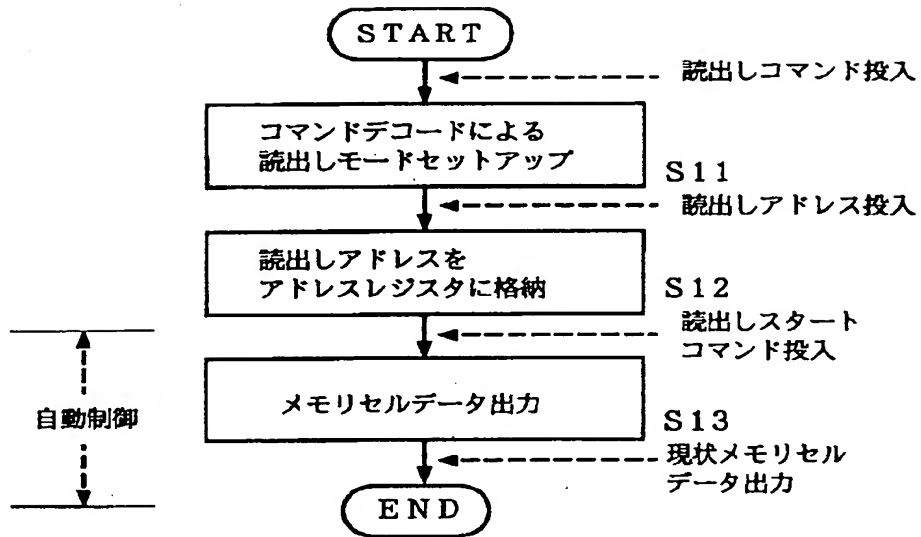 START
読出しコマンド投入
コマンドデコードによる
読出しモードセットアップ
S11
読出しアドレス投入
読出しアドレスを
アドレスレジスタに格納
S12
読出しスタート
コマンド投入
メモリセルデータ出力
S13
自動制御
現状メモリセル
データ出力
END